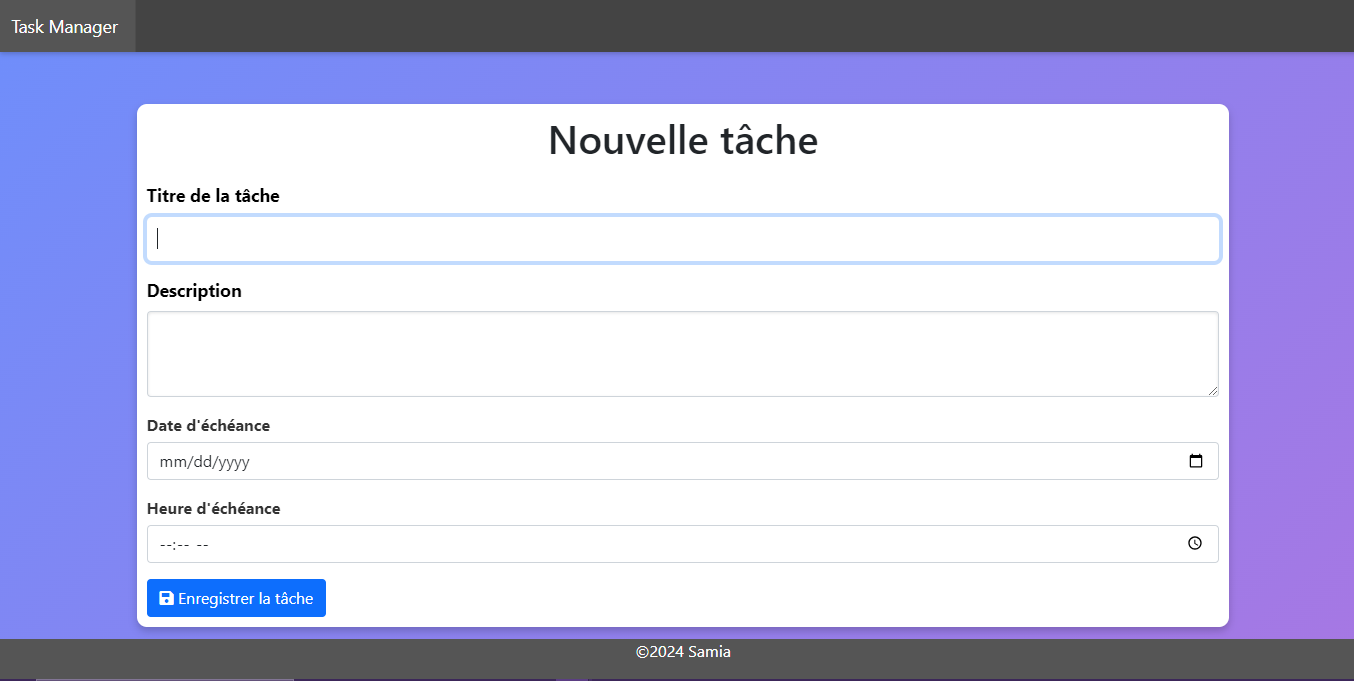 Task Manager
Nouvelle tâche
Titre de la tâche
Description
Date d'échéance
mm/dd/yyyy
Heure d'échéance
--:-- --
Enregistrer la tâche
©2024 Samia